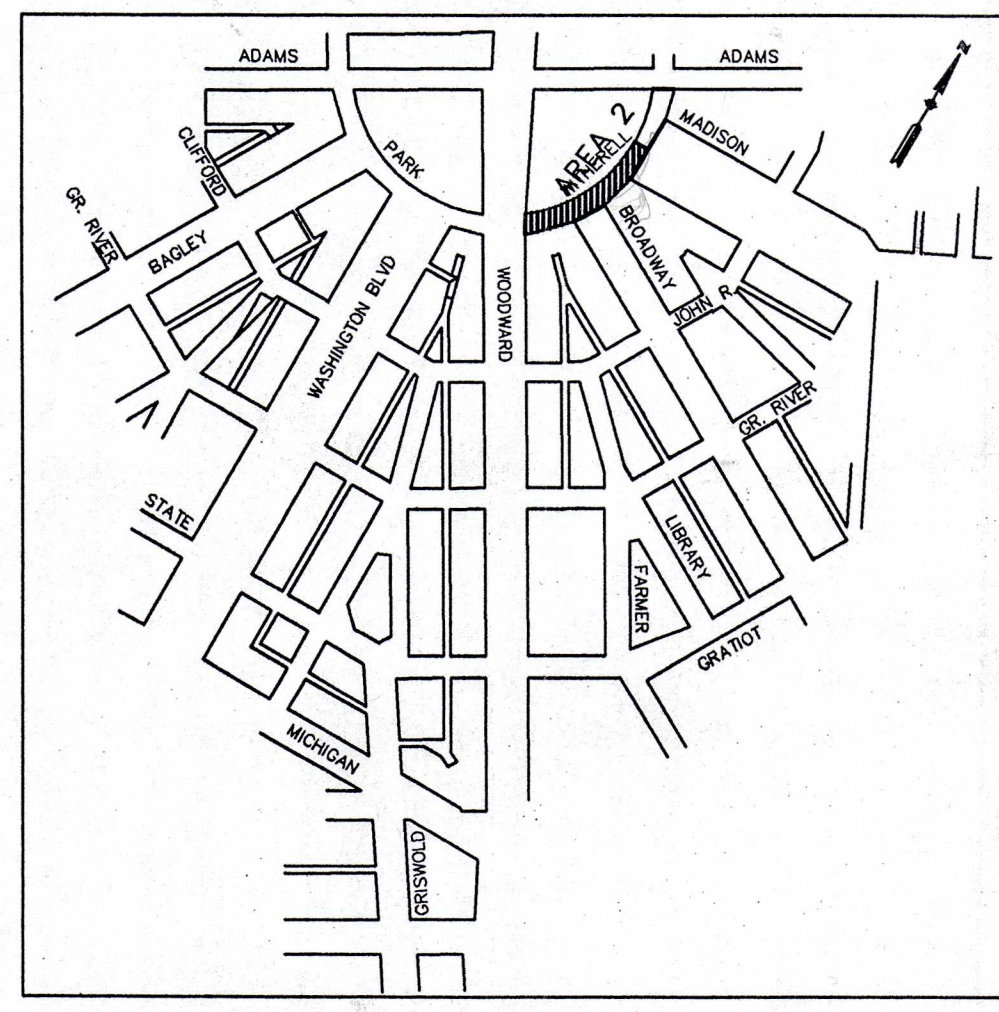 ADAMS
ADAMS
N
MADISON
AREA 2
WITHERELL
CLIFFORD
PARK
GR. RIVER
BAGLEY
BROADWAY
WASHINGTON BLVD
WOODWARD
JOHN R.
GR. RIVER
STATE
LIBRARY
FARMER
GRATIOT
MICHIGAN
GRISWOLD